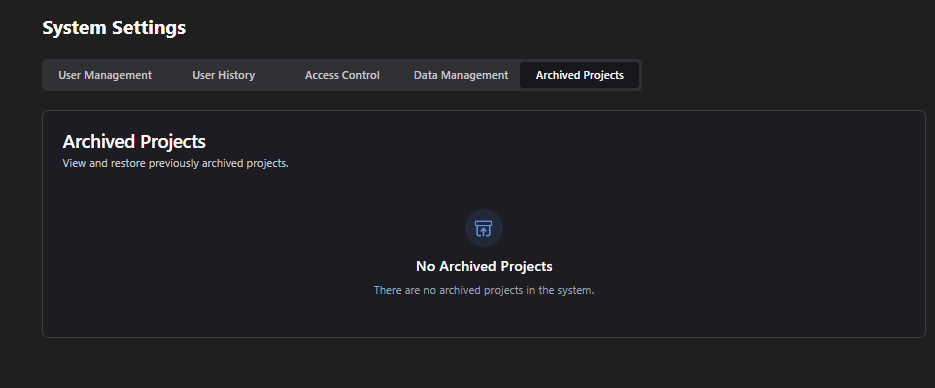 System Settings
User Management
User History
Access Control
Data Management
Archived Projects
Archived Projects
View and restore previously archived projects.
No Archived Projects
There are no archived projects in the system.